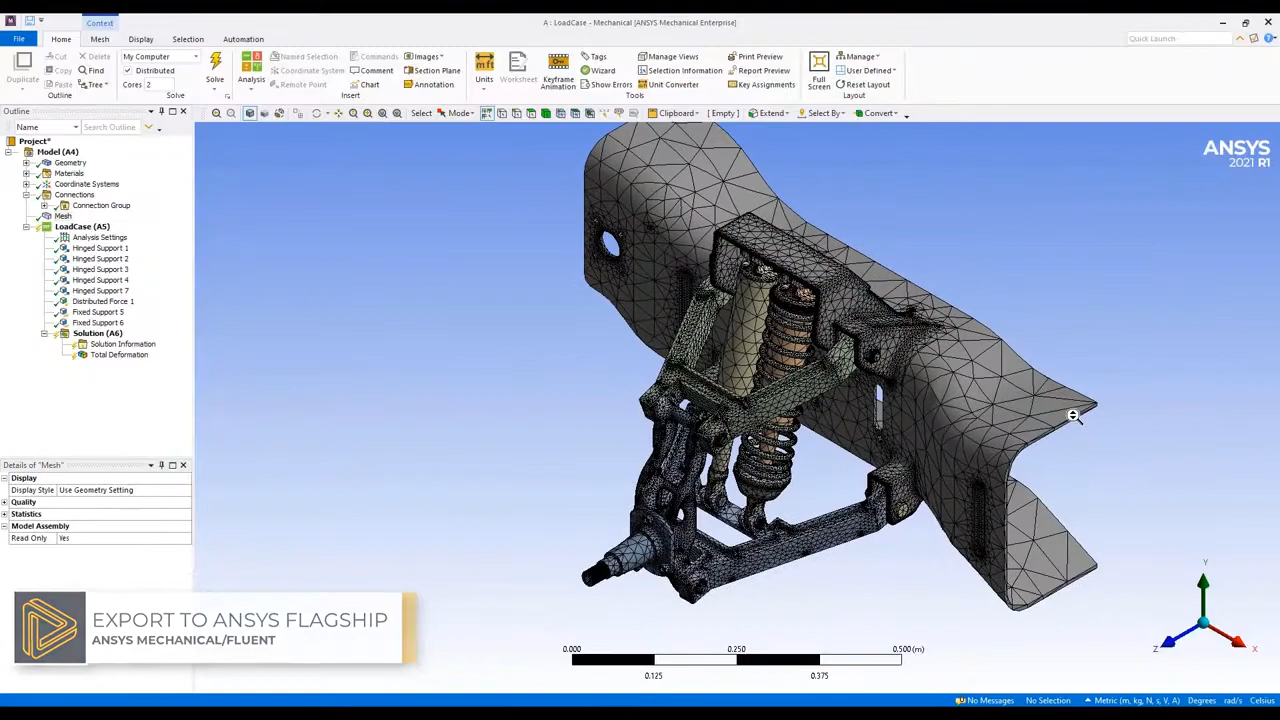 A : LoadCase - Mechanical [ANSYS Mechanical Enterprise]
Context
File Home Mesh Display Selection Automation
Quick Launch
Duplicate
Cut Delete
Copy Find
Paste Tree
Outline
My Computer
Distributed
Cores 2
Solve
Solve
Analysis
Named Selection
Coordinate System
Remote Point
Commands
Comment
Chart
Images
Section Plane
Annotation
Insert
Units
Worksheet
Keyframe
Animation
Tags
Wizard
Show Errors
Manage Views
Selection Information
Unit Converter
Print Preview
Report Preview
Key Assignments
Tools
Full
Screen
Manage
User Defined
Reset Layout
Layout
Outline
Select Mode Clipboard [ Empty ] Extend Select By Convert
Name Search Outline
Project*
Model (A4)
Geometry
Materials
Coordinate Systems
Connections
Connection Group
Mesh
LoadCase (A5)
Analysis Settings
Hinged Support 1
Hinged Support 2
Hinged Support 3
Hinged Support 4
Hinged Support 7
Distributed Force 1
Fixed Support 5
Fixed Support 6
Solution (A6)
Solution Information
Total Deformation
ANSYS
2021 R1
Details of "Mesh"
Display
Display Style Use Geometry Setting
Quality
Statistics
Model Assembly
Read Only Yes
EXPORT TO ANSYS FLAGSHIP
ANSYS MECHANICAL/FLUENT
0.000 0.250 0.500 (m)
0.125 0.375
Y
Z
X
No Messages No Selection Metric (m, kg, N, s, V, A) Degrees rad/s Celsius